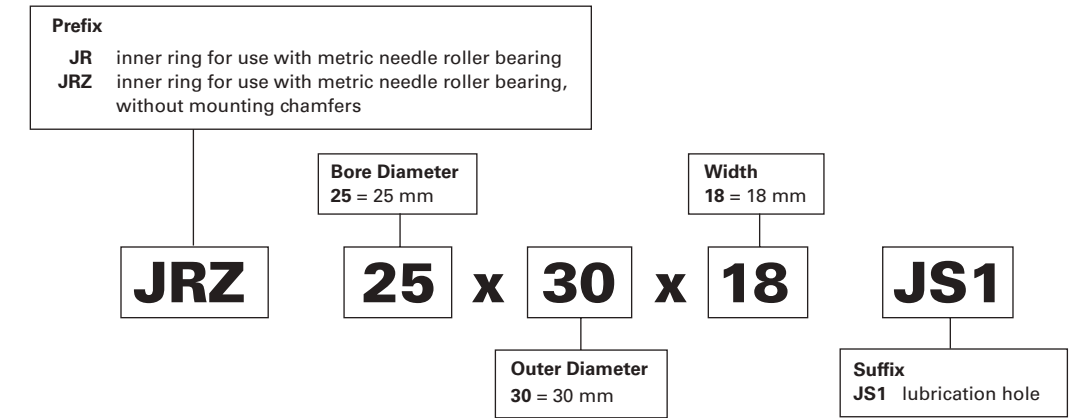 Prefix
JR inner ring for use with metric needle roller bearing
JRZ inner ring for use with metric needle roller bearing,
without mounting chamfers
Bore Diameter
25 = 25 mm
Width
18 = 18 mm
JRZ 25 x 30 x 18 JS1
Outer Diameter
30 = 30 mm
Suffix
JS1 lubrication hole